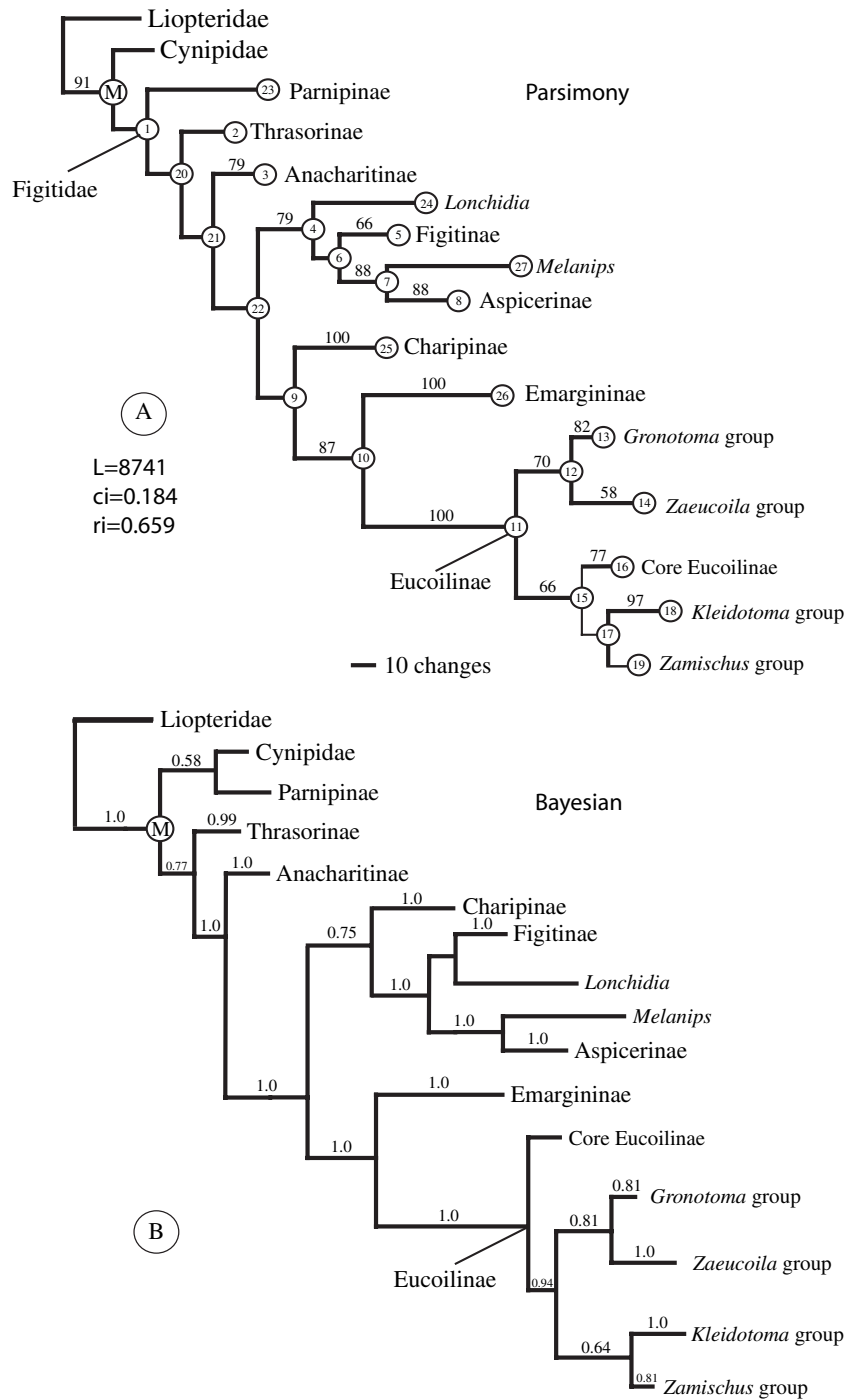 Liopteridae
Cynipidae
91
M
23
Parnipinae
Parsimony
1
2
Thrasorinae
Figitidae
20
79
3
Anacharitinae
24
Lonchidia
79
4
66
5
Figitinae
21
6
27
Melanips
88
7
88
8
Aspicerinae
22
100
25
Charipinae
9
100
26
Emargininae
A
87
10
82
13
Gronotoma group
L=8741
70
12
ci=0.184
58
14
Zaeucoila group
ri=0.659
100
11
Eucoilinae
77
16
Core Eucoilinae
66
15
97
18
Kleidotoma group
17
19
Zamischus group
10 changes
Liopteridae
Cynipidae
0.58
Parnipinae
Bayesian
1.0
M
0.99
Thrasorinae
0.77
1.0
Anacharitinae
1.0
1.0
Charipinae
0.75
1.0
Figitinae
1.0
Lonchidia
1.0
Melanips
1.0
Aspicerinae
1.0
1.0
Emargininae
1.0
Core Eucoilinae
0.81
Gronotoma group
B
1.0
0.81
1.0
Zaeucoila group
Eucoilinae
0.94
1.0
Kleidotoma group
0.64
0.81
Zamischus group